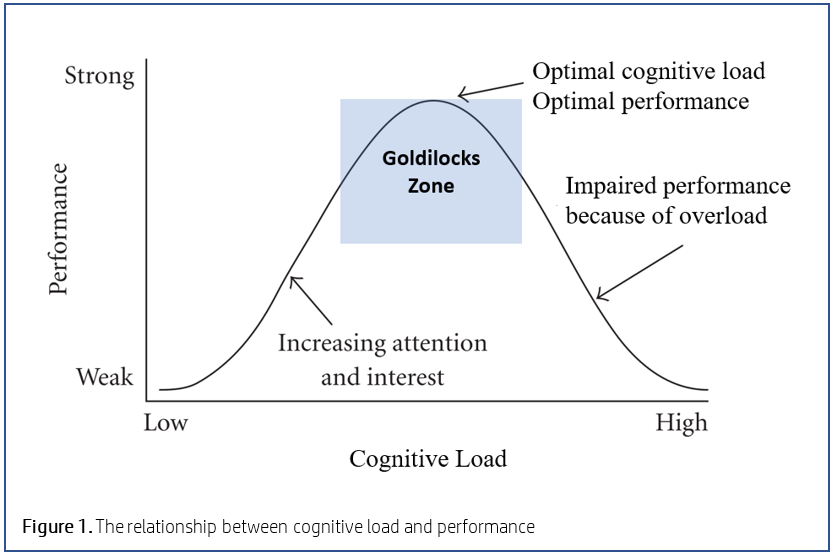 Strong
Optimal cognitive load
Optimal performance
Goldilocks
Zone
Impaired performance
because of overload
Performance
Increasing attention
and interest
Weak
Low
High
Cognitive Load
Figure 1. The relationship between cognitive load and performance